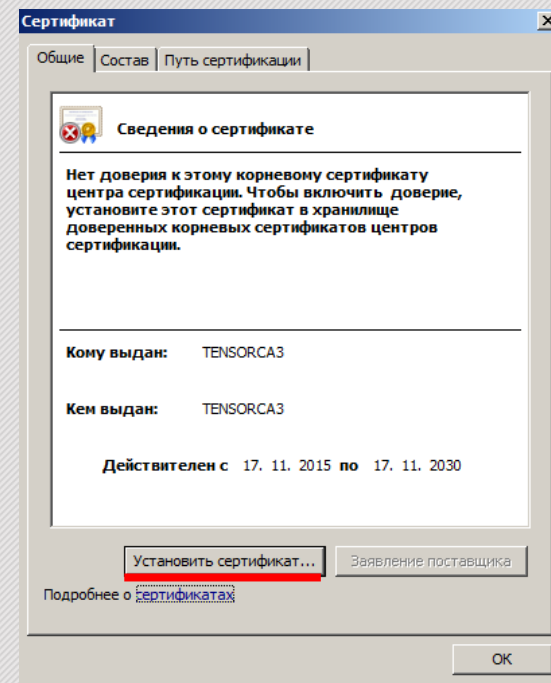 Сертификат
Общие Состав Путь сертификации
Сведения о сертификате
Нет доверия к этому корневому сертификату
центра сертификации. Чтобы включить доверие,
установите этот сертификат в хранилище
доверенных корневых сертификатов центров
сертификации.
Кому выдан: TENSORCA3
Кем выдан: TENSORCA3
Действителен с 17. 11. 2015 по 17. 11. 2030
Установить сертификат... Заявление поставщика
Подробнее о сертификатах
ОК